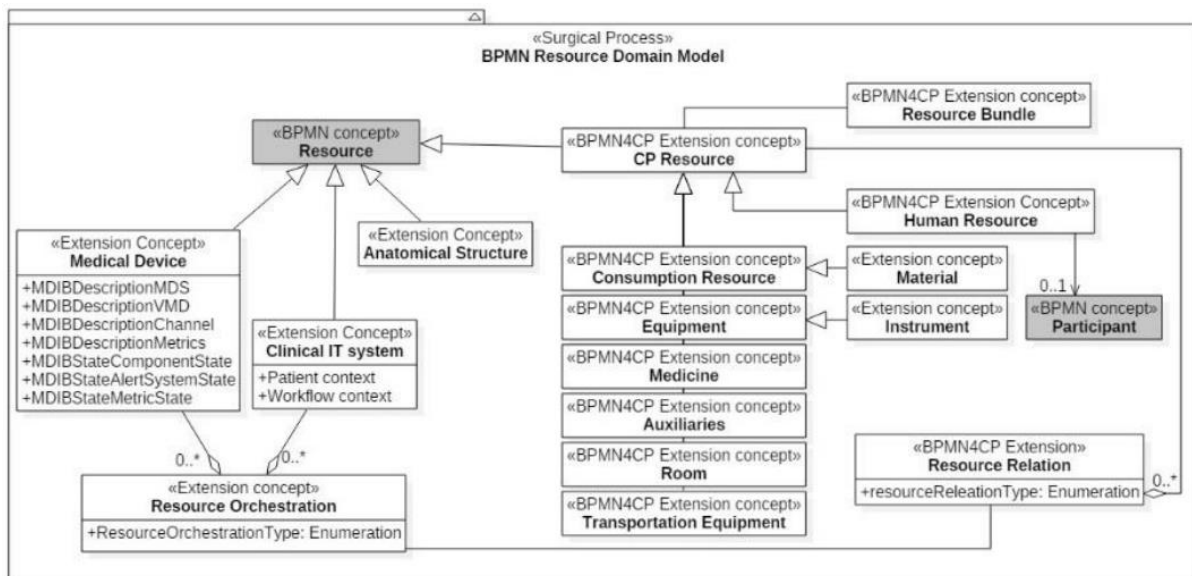 «Surgical Process»
BPMN Resource Domain Model
«BPMN4CP Extension concept»
Resource Bundle
«BPMN concept»
Resource
«BPMN4CP Extension concept»
CP Resource
«BPMN4CP Extension Concept»
Human Resource
«Extension Concept»
Medical Device
+MDIBDescriptionMDS
+MDIBDescriptionVMD
+MDIBDescriptionChannel
+MDIBDescriptionMetrics
+MDIBStateComponentState
+MDIBStateAlertSystemState
+MDIBStateMetricState
«Extension Concept»
Anatomical Structure
«Extension Concept»
Clinical IT system
+Patient context
+Workflow context
«BPMN4CP Extension concept»
Consumption Resource
«Extension concept»
Material
«BPMN4CP Extension concept»
Equipment
«Extension concept»
Instrument
0..1
«BPMN concept»
Participant
«BPMN4CP Extension concept»
Medicine
«BPMN4CP Extension concept»
Auxiliaries
«BPMN4CP Extension concept»
Room
«BPMN4CP Extension concept»
Transportation Equipment
«BPMN4CP Extension»
Resource Relation
+resourceReleationType: Enumeration
0..*
0..*
0..*
«Extension concept»
Resource Orchestration
+ResourceOrchestrationType: Enumeration